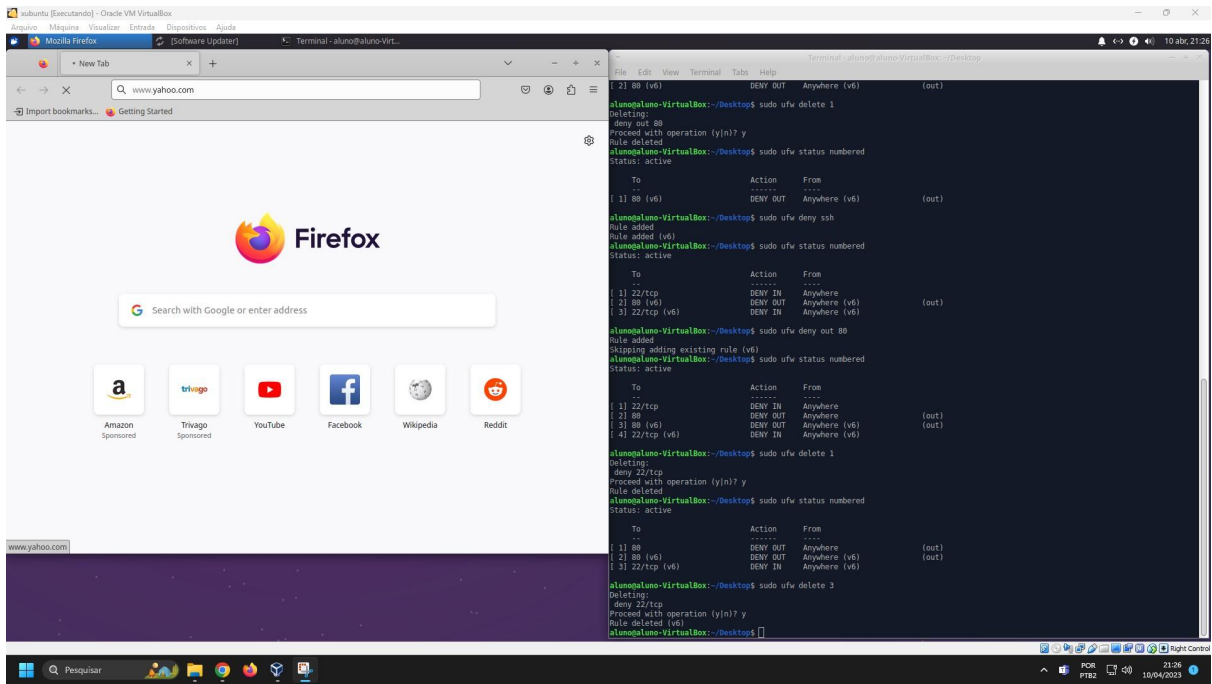 xubuntu [Executando] - Oracle VM VirtualBox
Arquivo Máquina Visualizar Entrada Dispositivos Ajuda
Mozilla Firefox [Software Updater] Terminal - aluno@aluno-Virt... 10 abr, 21:26
New Tab
www.yahoo.com
Import bookmarks... Getting Started
Firefox
Search with Google or enter address
a trivago
Amazon Trivago YouTube Facebook Wikipedia Reddit
Sponsored Sponsored
www.yahoo.com
Terminal - aluno@aluno-VirtualBox: ~/Desktop
File Edit View Terminal Tabs Help
[ 2] 80 (v6) DENY OUT Anywhere (v6) (out)
aluno@aluno-VirtualBox:~/Desktop$ sudo ufw delete 1
Deleting:
deny out 80
Proceed with operation (y|n)? y
Rule deleted
aluno@aluno-VirtualBox:~/Desktop$ sudo ufw status numbered
Status: active
To Action From
-- ------ ----
[ 1] 80 (v6) DENY OUT Anywhere (v6) (out)
aluno@aluno-VirtualBox:~/Desktop$ sudo ufw deny ssh
Rule added
Rule added (v6)
aluno@aluno-VirtualBox:~/Desktop$ sudo ufw status numbered
Status: active
To Action From
-- ------ ----
[ 1] 22/tcp DENY IN Anywhere
[ 2] 80 (v6) DENY OUT Anywhere (v6) (out)
[ 3] 22/tcp (v6) DENY IN Anywhere (v6)
aluno@aluno-VirtualBox:~/Desktop$ sudo ufw deny out 80
Rule added
Skipping adding existing rule (v6)
aluno@aluno-VirtualBox:~/Desktop$ sudo ufw status numbered
Status: active
To Action From
-- ------ ----
[ 1] 22/tcp DENY IN Anywhere
[ 2] 80 DENY OUT Anywhere (out)
[ 3] 80 (v6) DENY OUT Anywhere (v6) (out)
[ 4] 22/tcp (v6) DENY IN Anywhere (v6)
aluno@aluno-VirtualBox:~/Desktop$ sudo ufw delete 1
Deleting:
deny 22/tcp
Proceed with operation (y|n)? y
Rule deleted
aluno@aluno-VirtualBox:~/Desktop$ sudo ufw status numbered
Status: active
To Action From
-- ------ ----
[ 1] 80 DENY OUT Anywhere (out)
[ 2] 80 (v6) DENY OUT Anywhere (v6) (out)
[ 3] 22/tcp (v6) DENY IN Anywhere (v6)
aluno@aluno-VirtualBox:~/Desktop$ sudo ufw delete 3
Deleting:
deny 22/tcp
Proceed with operation (y|n)? y
Rule deleted (v6)
aluno@aluno-VirtualBox:~/Desktop$
Right Control
Pesquisar
POR
PTB2
21:26
10/04/2023
1